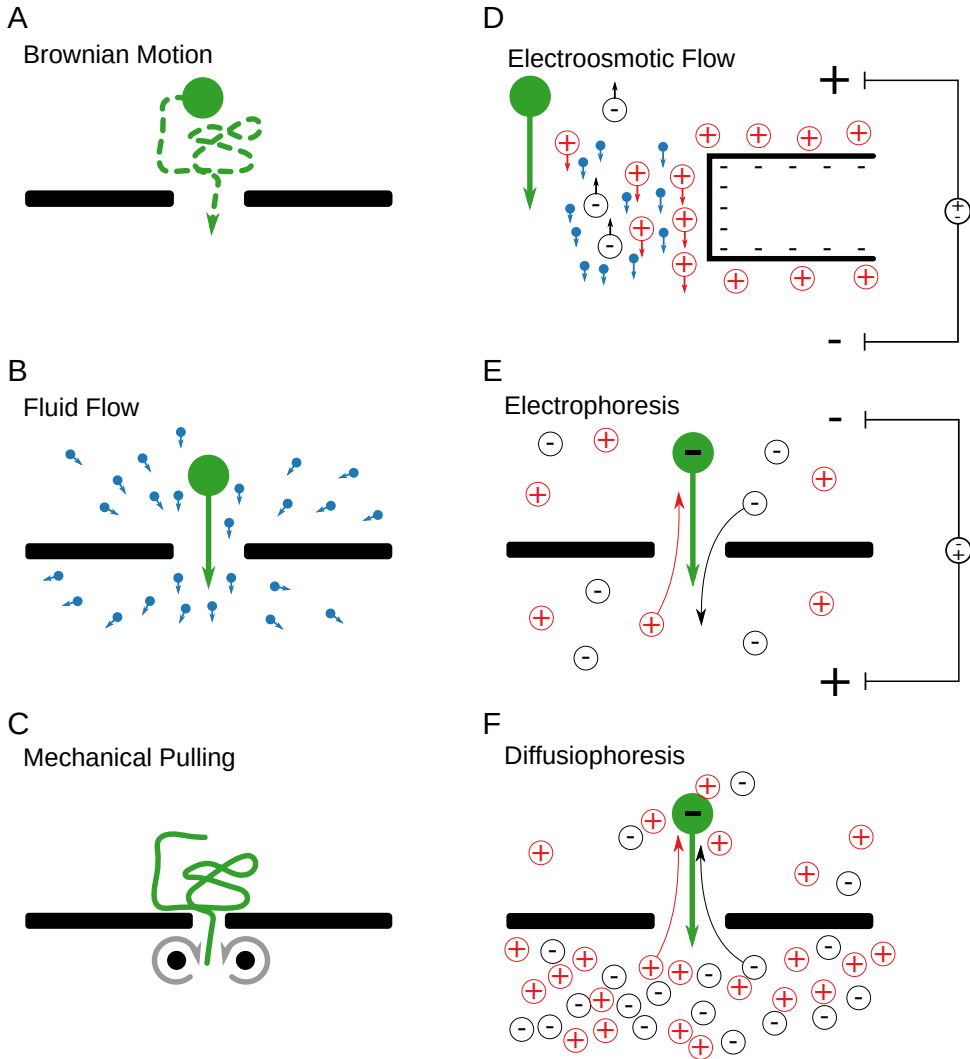 A
Brownian Motion
B
Fluid Flow
C
Mechanical Pulling
D
Electroosmotic Flow
E
Electrophoresis
F
Diffusiophoresis